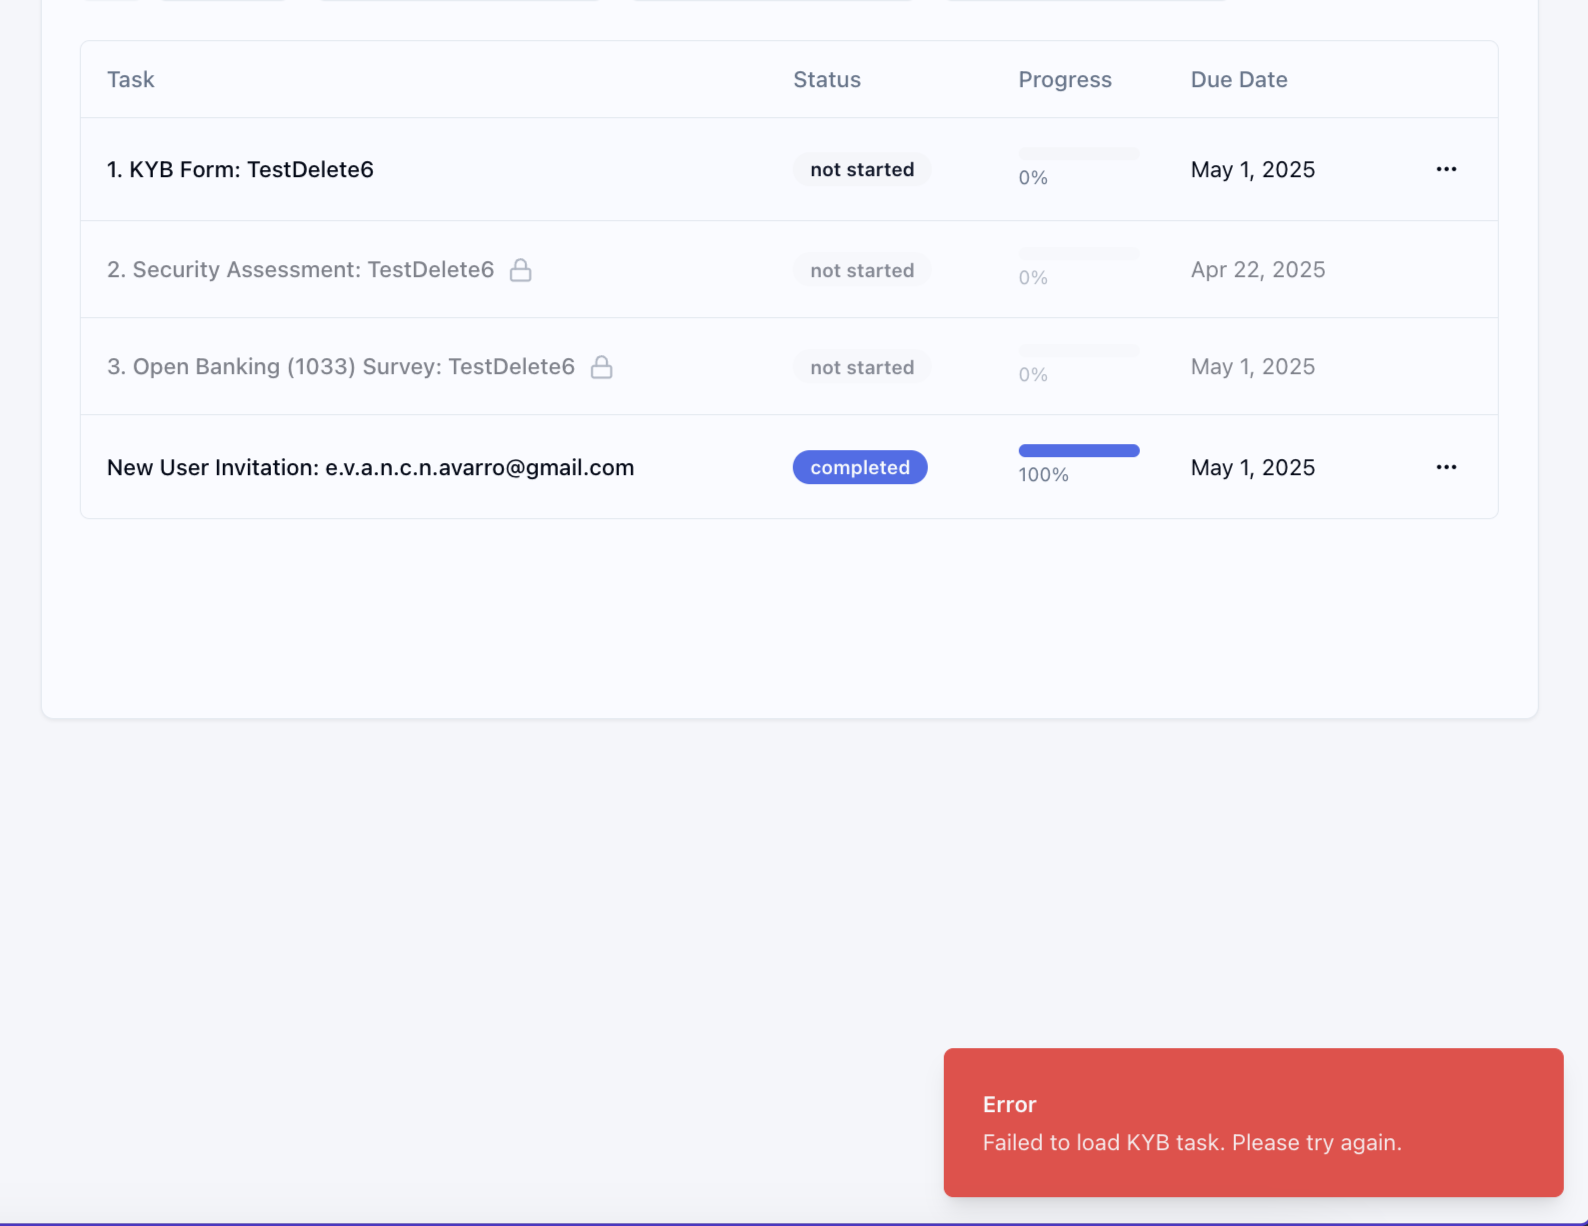 Task Status Progress Due Date
1. KYB Form: TestDelete6 not started 0% May 1, 2025 ...
2. Security Assessment: TestDelete6 not started 0% Apr 22, 2025
3. Open Banking (1033) Survey: TestDelete6 not started 0% May 1, 2025
New User Invitation: e.v.a.n.c.n.avarro@gmail.com completed 100% May 1, 2025 ...
Error
Failed to load KYB task. Please try again.